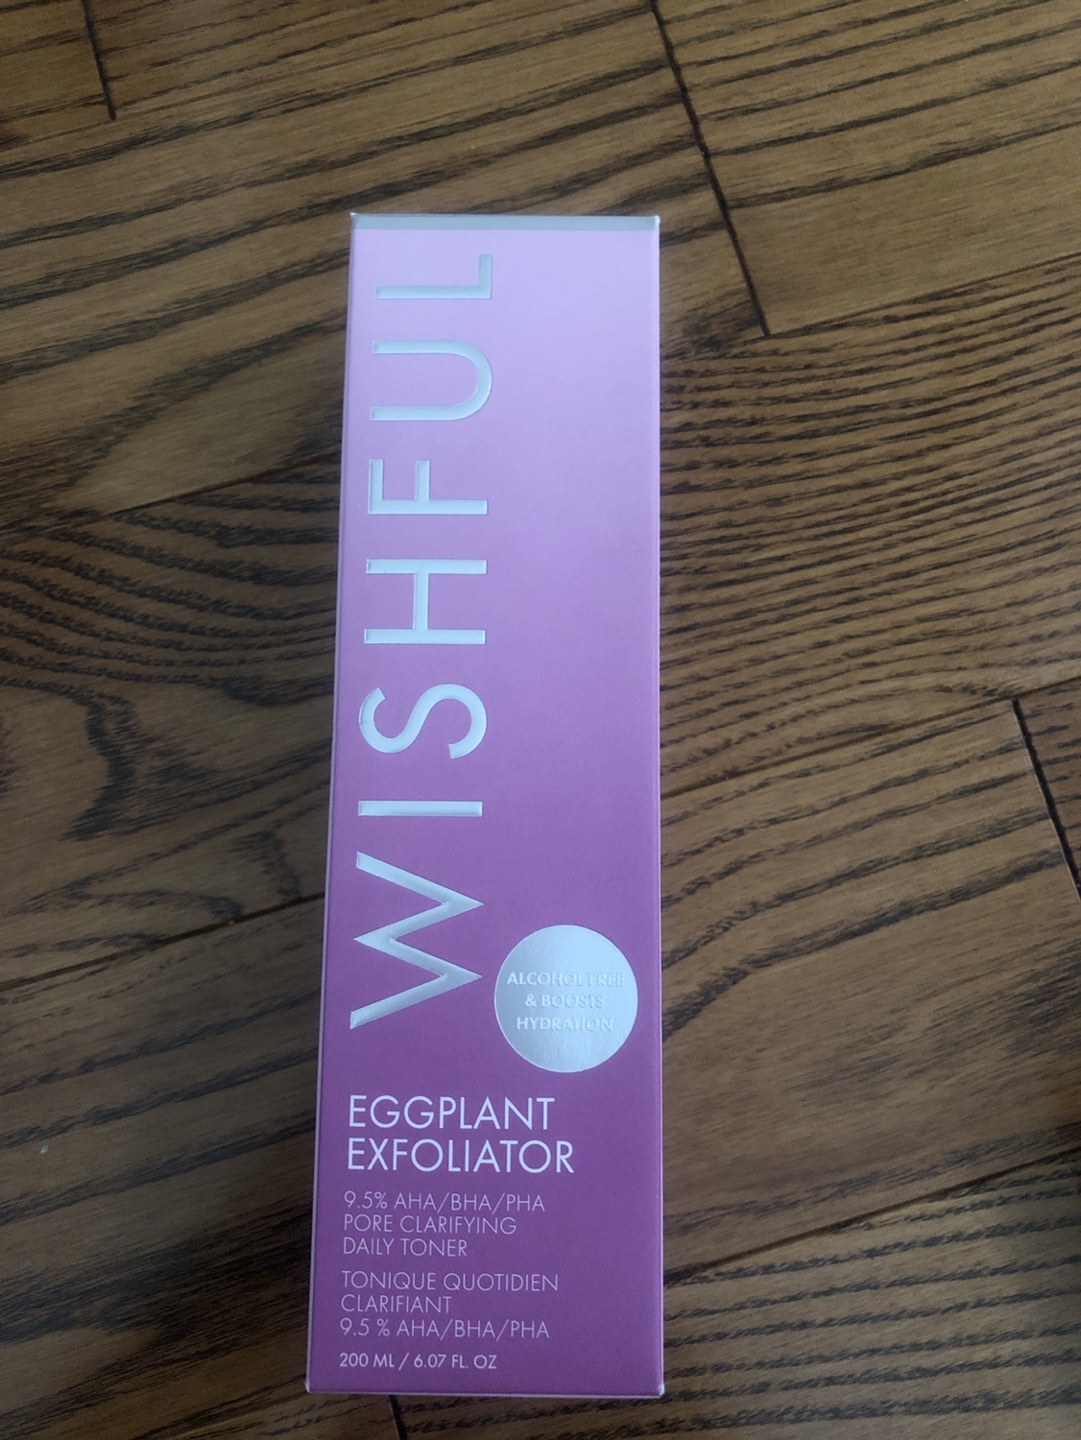 WISHFUL
ALCOHOL FREE
& BOOSTS
HYDRATION
EGGPLANT
EXFOLIATOR
9.5% AHA/BHA/PHA
PORE CLARIFYING
DAILY TONER
TONIQUE QUOTIDIEN
CLARIFIANT
9.5 % AHA/BHA/PHA
200 ML / 6.07 FL. OZ